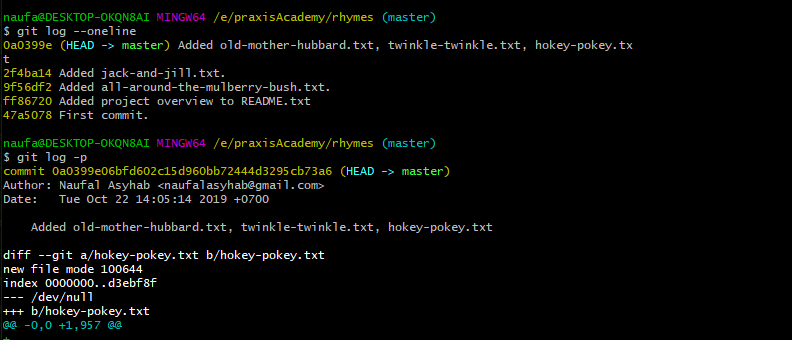 naufa@DESKTOP-OKQN8AI MINGW64 /e/praxisAcademy/rhymes (master)
$ git log --oneline
0a0399e (HEAD -> master) Added old-mother-hubbard.txt, twinkle-twinkle.txt, hokey-pokey.tx
t
2f4ba14 Added jack-and-jill.txt.
9f56df2 Added all-around-the-mulberry-bush.txt.
ff86720 Added project overview to README.txt
47a5078 First commit.
naufa@DESKTOP-OKQN8AI MINGW64 /e/praxisAcademy/rhymes (master)
$ git log -p
commit 0a0399e06bfd602c15d960bb72444d3295cb73a6 (HEAD -> master)
Author: Naufal Asyhab <naufalasyhab@gmail.com>
Date:   Tue Oct 22 14:05:14 2019 +0700
    Added old-mother-hubbard.txt, twinkle-twinkle.txt, hokey-pokey.txt
diff --git a/hokey-pokey.txt b/hokey-pokey.txt
new file mode 100644
index 0000000..d3ebf8f
--- /dev/null
+++ b/hokey-pokey.txt
@@ -0,0 +1,957 @@